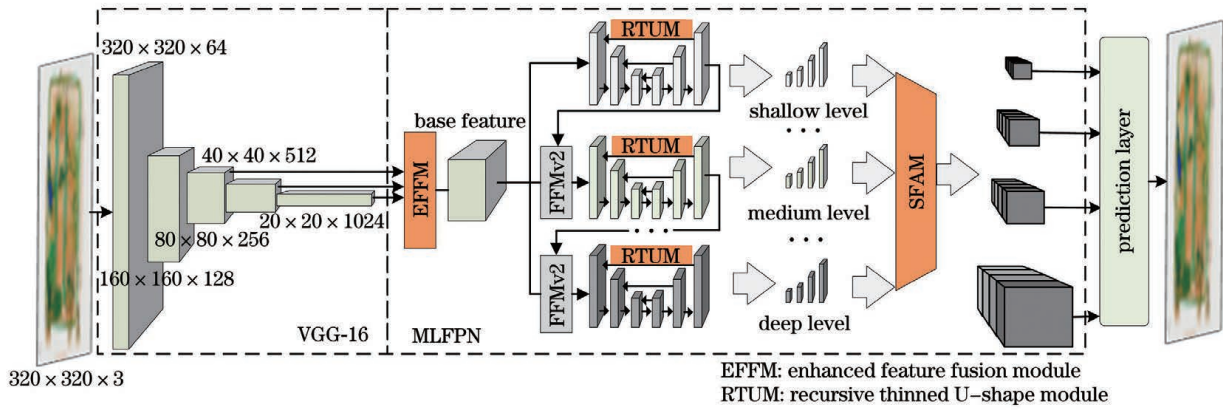 320 × 320 × 64
320 × 320 × 3
160 × 160 × 128
80 × 80 × 256
40 × 40 × 512
20 × 20 × 1024
VGG-16
MLFPN
EFFM
base feature
FFMv2
FFMv2
RTUM
RTUM
RTUM
shallow level
• • •
medium level
• • •
• • •
deep level
SFAM
prediction layer
EFFM: enhanced feature fusion module
RTUM: recursive thinned U−shape module